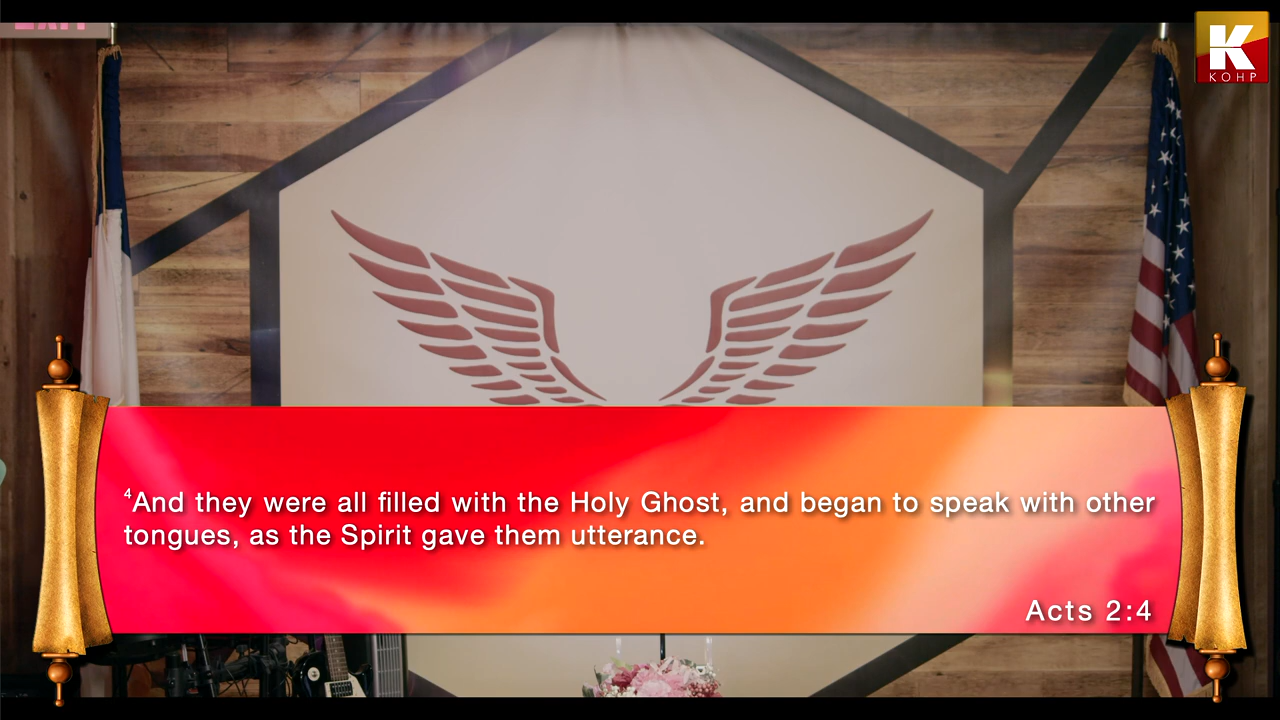 EXIT
K
KOHP
4And they were all filled with the Holy Ghost, and began to speak with other
tongues, as the Spirit gave them utterance.
Acts 2:4